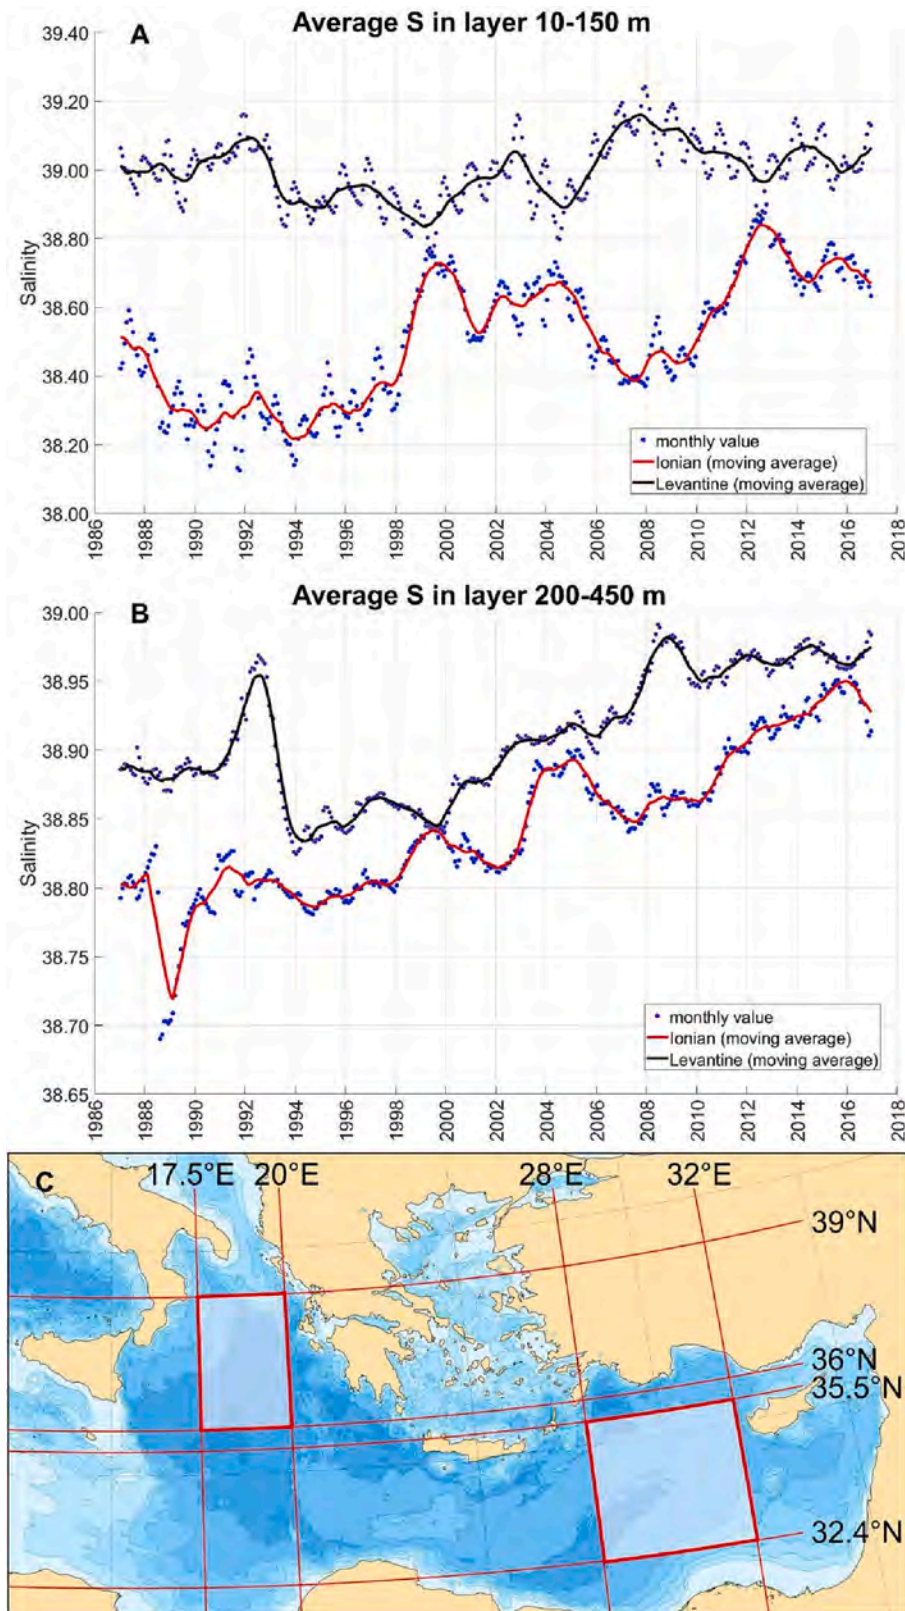 Average S in layer 10-150 m
A
39.40
39.20
39.00
38.80
38.60
38.40
38.20
38.00
Salinity
monthly value
Ionian (moving average)
Levantine (moving average)
1986
1988
1990
1992
1994
1996
1998
2000
2002
2004
2006
2008
2010
2012
2014
2016
2018
Average S in layer 200-450 m
B
39.00
38.95
38.90
38.85
38.80
38.75
38.70
38.65
Salinity
monthly value
Ionian (moving average)
Levantine (moving average)
1986
1988
1990
1992
1994
1996
1998
2000
2002
2004
2006
2008
2010
2012
2014
2016
2018
C
17.5°E 20°E 28°E 32°E
39°N
36°N
35.5°N
32.4°N